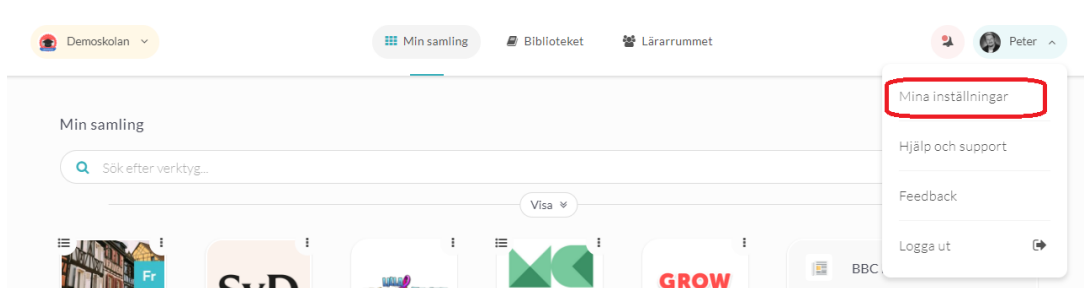 Demoskolan
Min samling
Biblioteket
Lärarrummet
Peter
Mina inställningar
Hjälp och support
Feedback
Logga ut
Min samling
Sök efter verktyg...
Visa
Fr
SvD
GROW
BBC